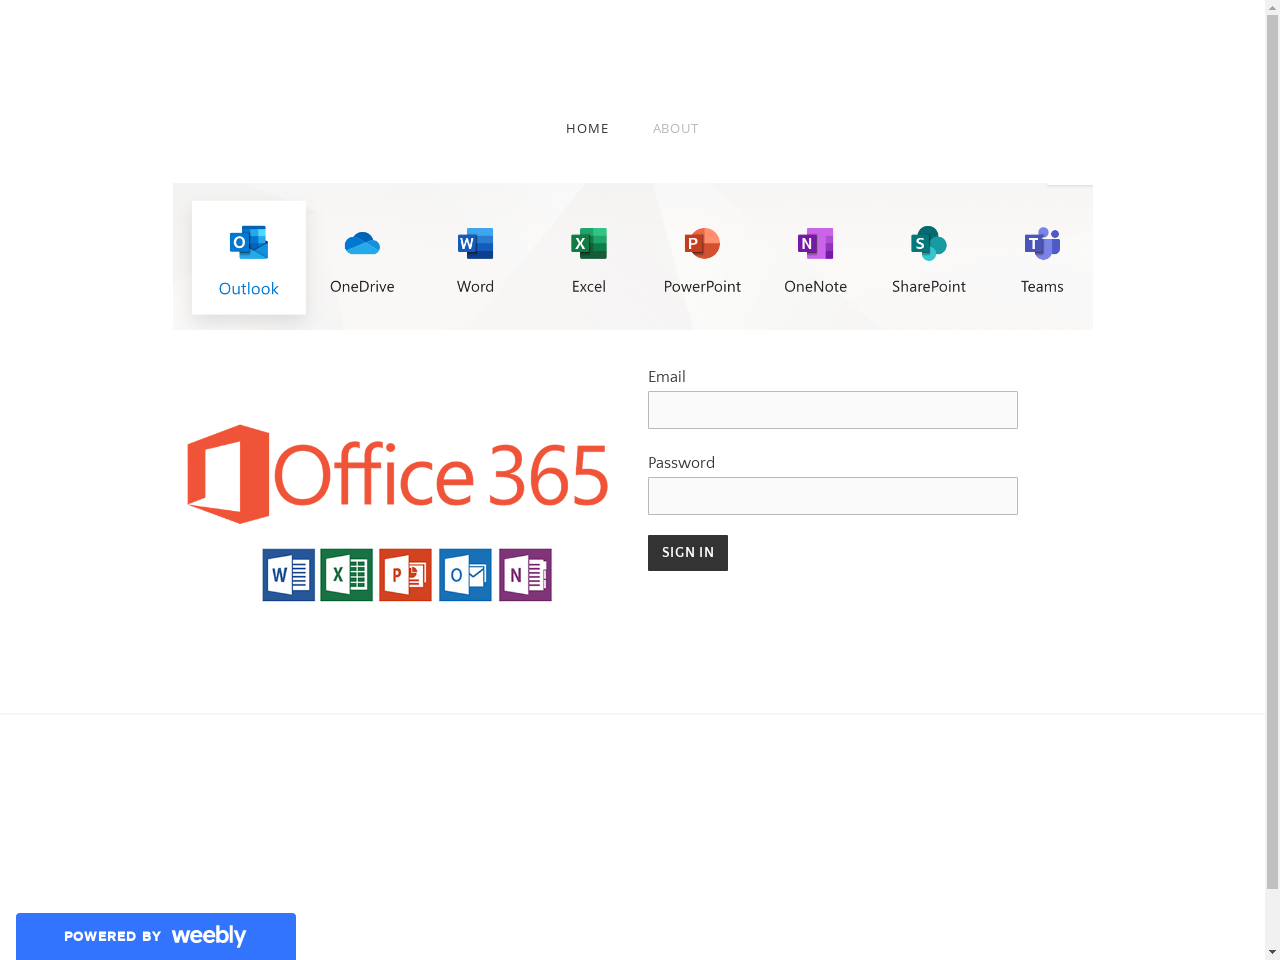 HOME ABOUT
Outlook OneDrive Word Excel PowerPoint OneNote SharePoint Teams
Email
Office 365
Password
SIGN IN
POWERED BY weebly